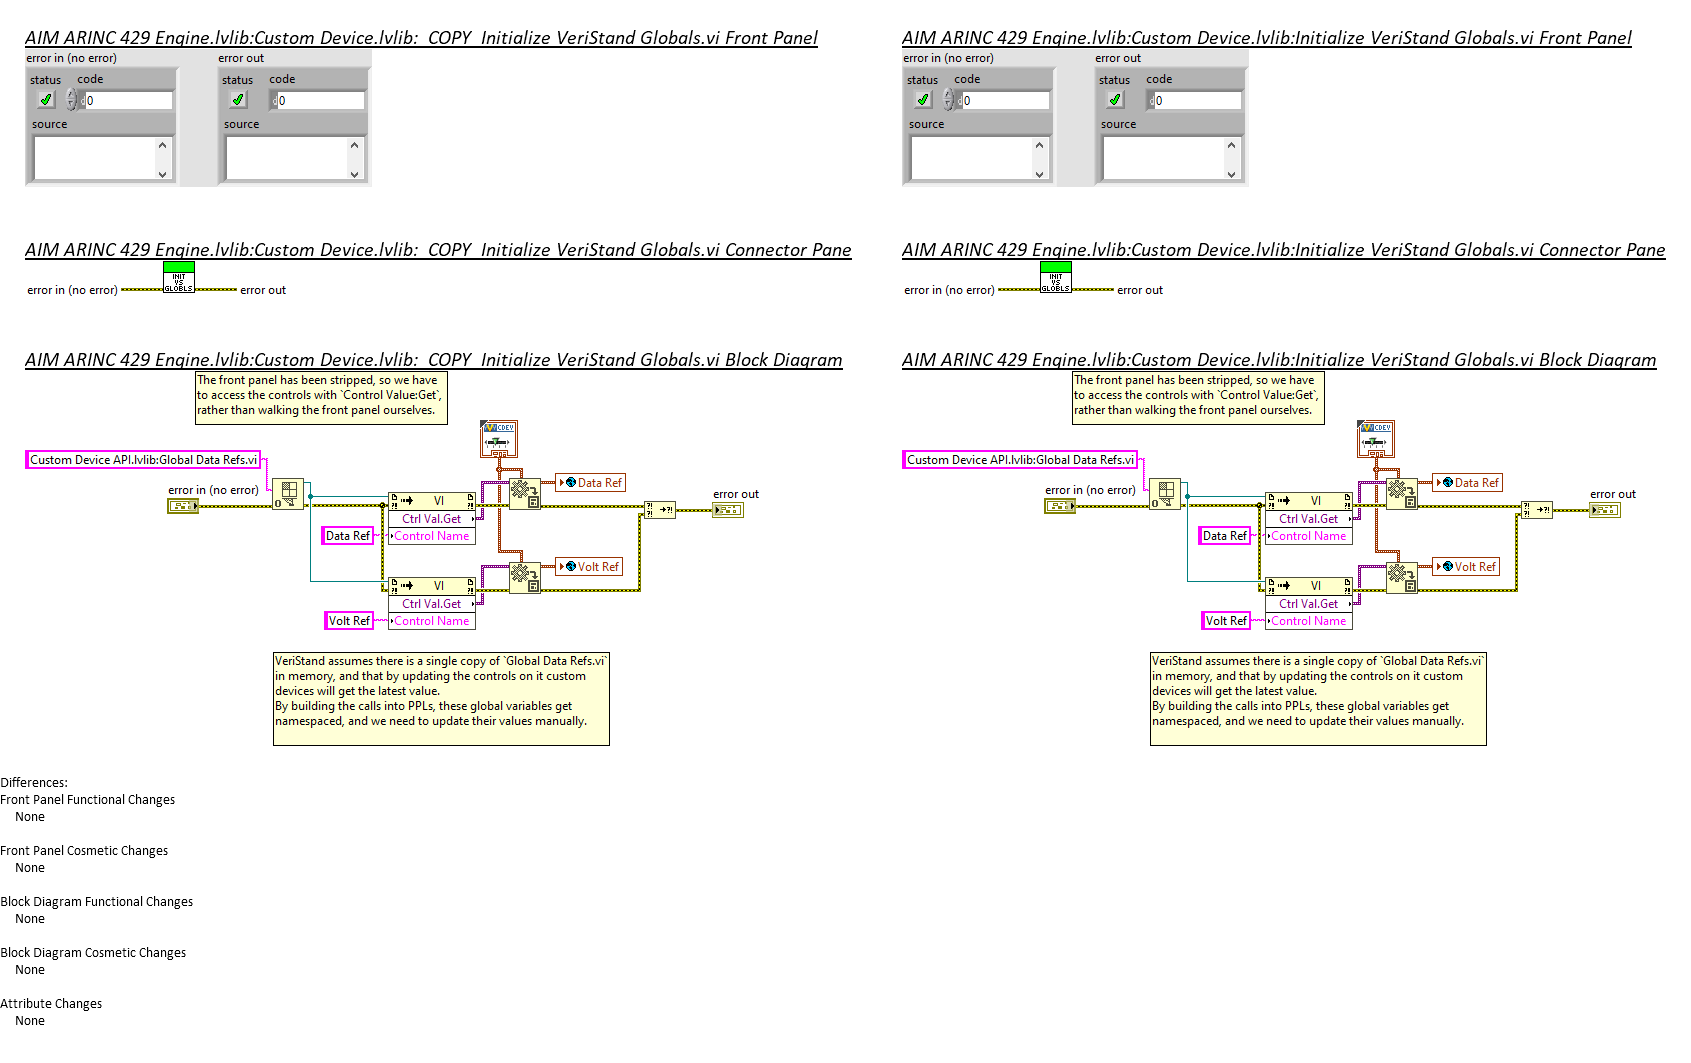 AIM ARINC 429 Engine.lvlib:Custom Device.lvlib:  COPY  Initialize VeriStand Globals.vi Front Panel
error in (no error)
error out
status
code
0
source
status
code
0
source
AIM ARINC 429 Engine.lvlib:Custom Device.lvlib:Initialize VeriStand Globals.vi Front Panel
error in (no error)
error out
status
code
0
source
status
code
0
source
AIM ARINC 429 Engine.lvlib:Custom Device.lvlib:  COPY  Initialize VeriStand Globals.vi Connector Pane
error in (no error)
INIT
VS
GLOBLS
error out
AIM ARINC 429 Engine.lvlib:Custom Device.lvlib:Initialize VeriStand Globals.vi Connector Pane
error in (no error)
INIT
VS
GLOBLS
error out
AIM ARINC 429 Engine.lvlib:Custom Device.lvlib:  COPY  Initialize VeriStand Globals.vi Block Diagram
The front panel has been stripped, so we have
to access the controls with `Control Value:Get`,
rather than walking the front panel ourselves.
CDEV
Custom Device API.lvlib:Global Data Refs.vi
error in (no error)
VI
Ctrl Val.Get
Control Name
Data Ref
Data Ref
error out
VI
Ctrl Val.Get
Control Name
Volt Ref
Volt Ref
VeriStand assumes there is a single copy of `Global Data Refs.vi`
in memory, and that by updating the controls on it custom
devices will get the latest value.
By building the calls into PPLs, these global variables get
namespaced, and we need to update their values manually.
AIM ARINC 429 Engine.lvlib:Custom Device.lvlib:Initialize VeriStand Globals.vi Block Diagram
The front panel has been stripped, so we have
to access the controls with `Control Value:Get`,
rather than walking the front panel ourselves.
CDEV
Custom Device API.lvlib:Global Data Refs.vi
error in (no error)
VI
Ctrl Val.Get
Control Name
Data Ref
Data Ref
error out
VI
Ctrl Val.Get
Control Name
Volt Ref
Volt Ref
VeriStand assumes there is a single copy of `Global Data Refs.vi`
in memory, and that by updating the controls on it custom
devices will get the latest value.
By building the calls into PPLs, these global variables get
namespaced, and we need to update their values manually.
Differences:
Front Panel Functional Changes
None
Front Panel Cosmetic Changes
None
Block Diagram Functional Changes
None
Block Diagram Cosmetic Changes
None
Attribute Changes
None